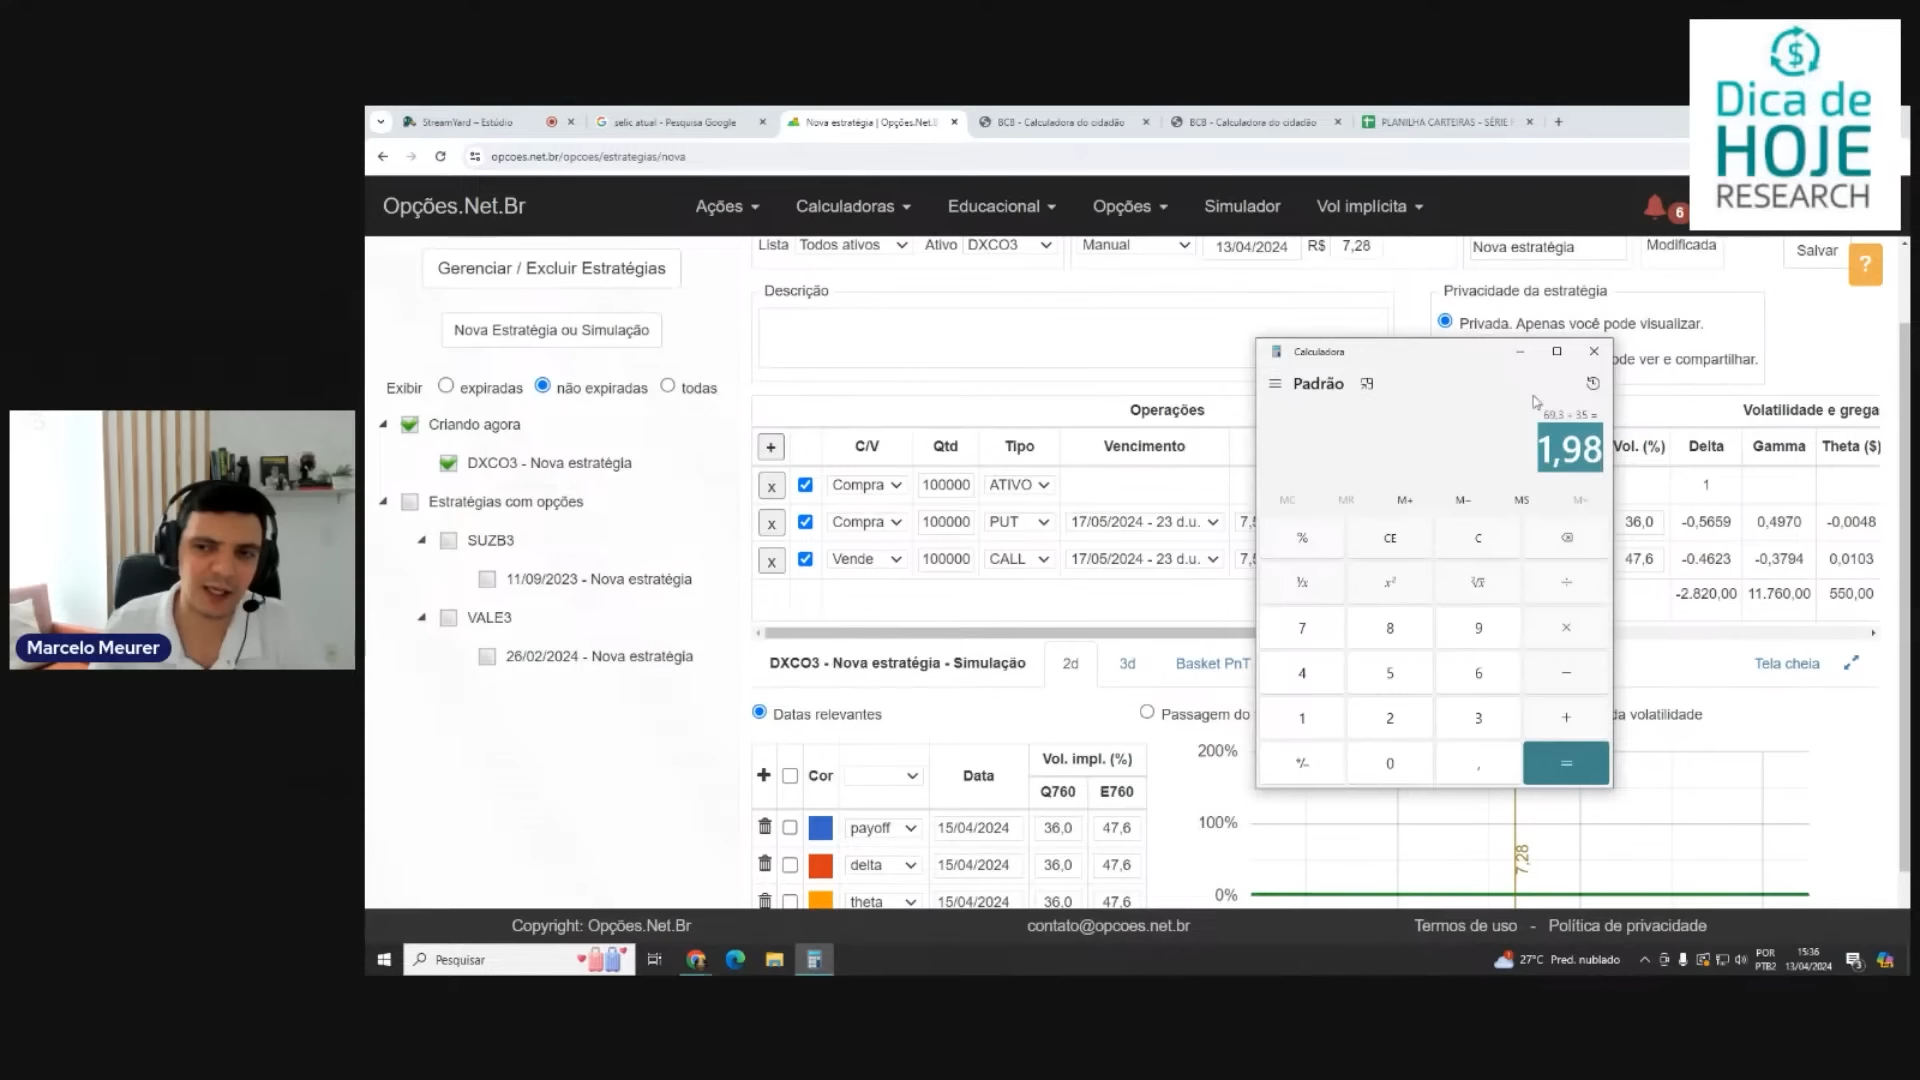 Dica de
HOJE
RESEARCH
StreamYard – Estúdio
selic atual - Pesquisa Google
Nova estratégia | Opções.Net.
BCB - Calculadora do cidadão
BCB - Calculadora do cidadão
PLANILHA CARTEIRAS - SÉRIE
opcoes.net.br/opcoes/estrategias/nova
Opções.Net.Br
Ações
Calculadoras
Educacional
Opções
Simulador
Vol implícita
6
Gerenciar / Excluir Estratégias
Nova Estratégia ou Simulação
Exibir expiradas não expiradas todas
Criando agora
DXCO3 - Nova estratégia
Estratégias com opções
SUZB3
11/09/2023 - Nova estratégia
VALE3
26/02/2024 - Nova estratégia
Lista Todos ativos Ativo DXCO3 Manual 13/04/2024 R$ 7,28 Nova estratégia Modificada Salvar ?
Descrição
Privacidade da estratégia
Privada. Apenas você pode visualizar.
ode ver e compartilhar.
Operações
Volatilidade e grega
+ C/V Qtd Tipo Vencimento Vol. (%) Delta Gamma Theta ($)
x Compra 100000 ATIVO 1
x Compra 100000 PUT 17/05/2024 - 23 d.u. 7,5 36,0 -0,5659 0,4970 -0,0048
x Vende 100000 CALL 17/05/2024 - 23 d.u. 7,5 47,6 -0.4623 -0,3794 0,0103
-2.820,00 11.760,00 550,00
Calculadora
Padrão
69,3 ÷ 35 =
1,98
MC MR M+ M− MS M
% CE C
¹/x x² ²√x ÷
7 8 9 ×
4 5 6 −
1 2 3 +
+/− 0 , =
DXCO3 - Nova estratégia - Simulação 2d 3d Basket PnT Tela cheia
Datas relevantes Passagem do da volatilidade
+ Cor Data Vol. impl. (%)
Q760 E760
payoff 15/04/2024 36,0 47,6
delta 15/04/2024 36,0 47,6
theta 15/04/2024 36,0 47,6
200%
100%
0%
7,28
Copyright: Opções.Net.Br contato@opcoes.net.br Termos de uso - Política de privacidade
Pesquisar
27°C Pred. nublado
POR
PTB2
15:36
13/04/2024
3
Marcelo Meurer